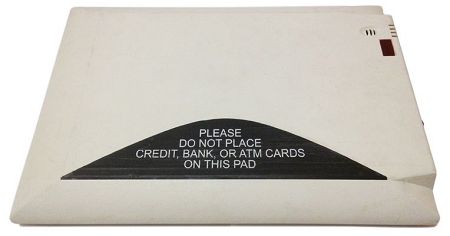 PLEASE
DO NOT PLACE
CREDIT, BANK, OR ATM CARDS
ON THIS PAD